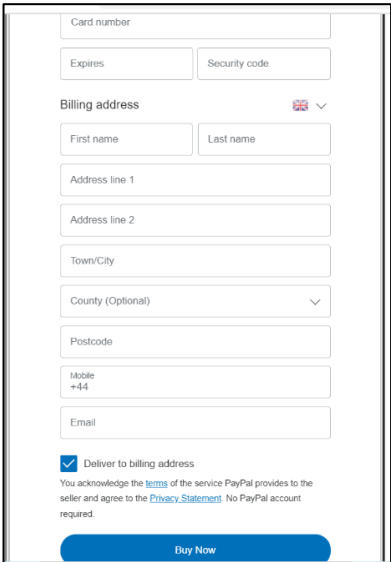 Card number
Expires
Security code
Billing address
First name
Last name
Address line 1
Address line 2
Town/City
County (Optional)
Postcode
Mobile
+44
Email
Deliver to billing address
You acknowledge the terms of the service PayPal provides to the
seller and agree to the Privacy Statement. No PayPal account
required.
Buy Now